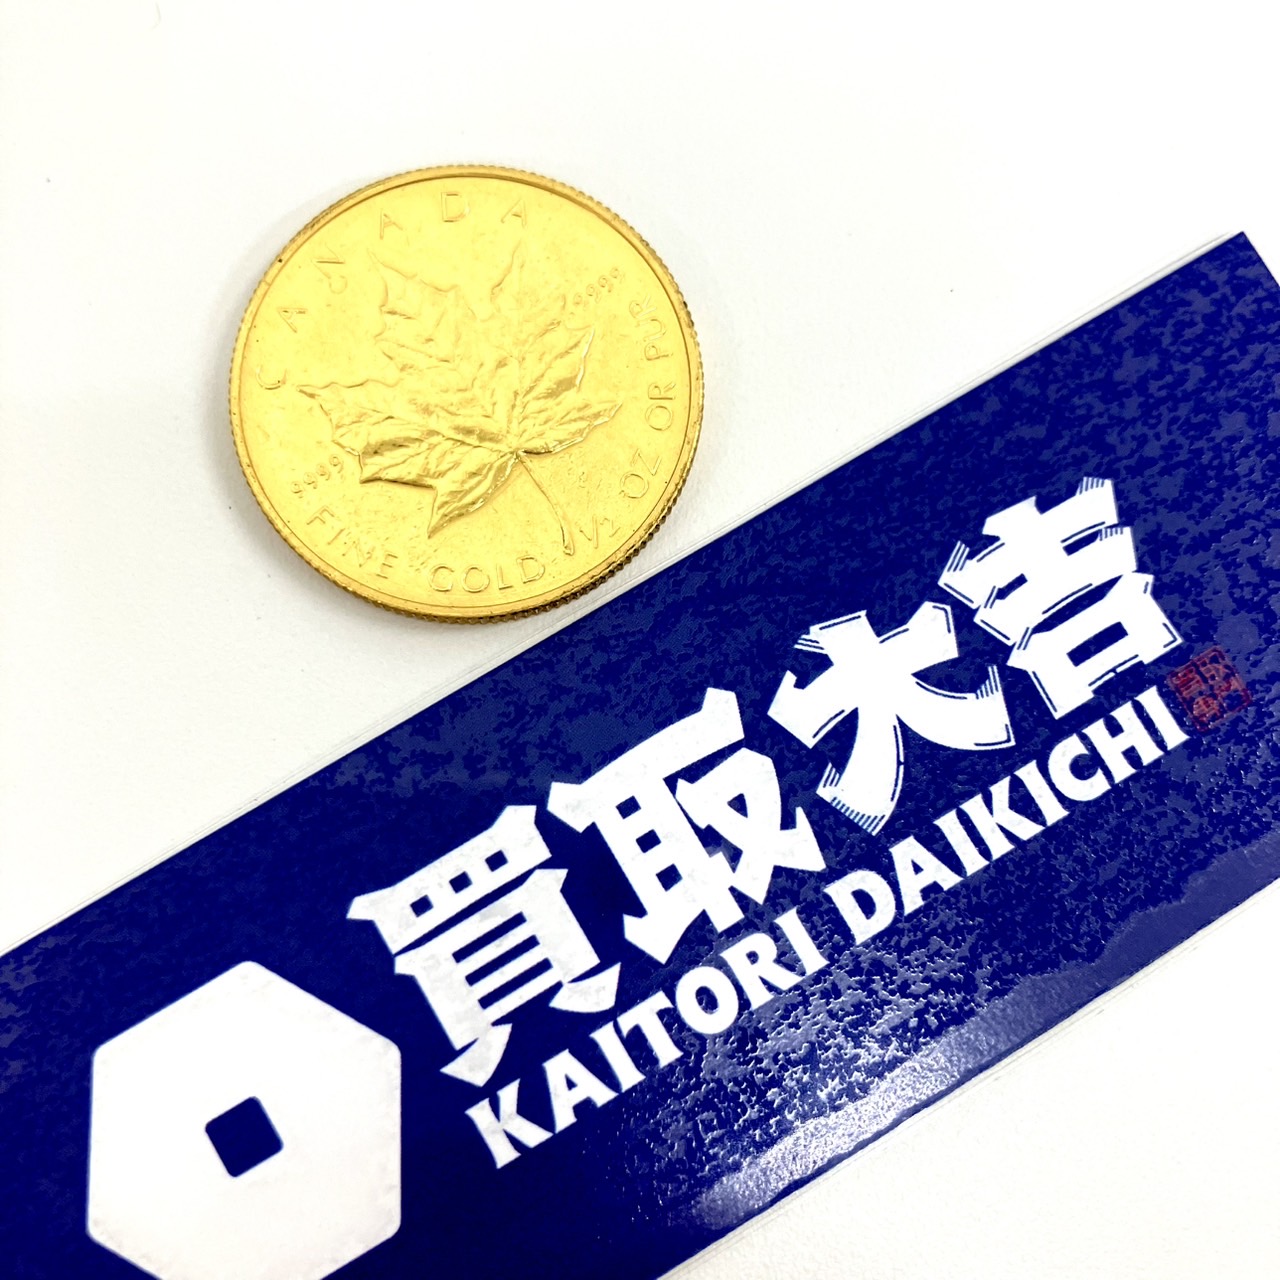 CANADA
9999
9999
FINE GOLD 1/2 OZ OR PUR
買取大吉
KAITORI DAIKICHI